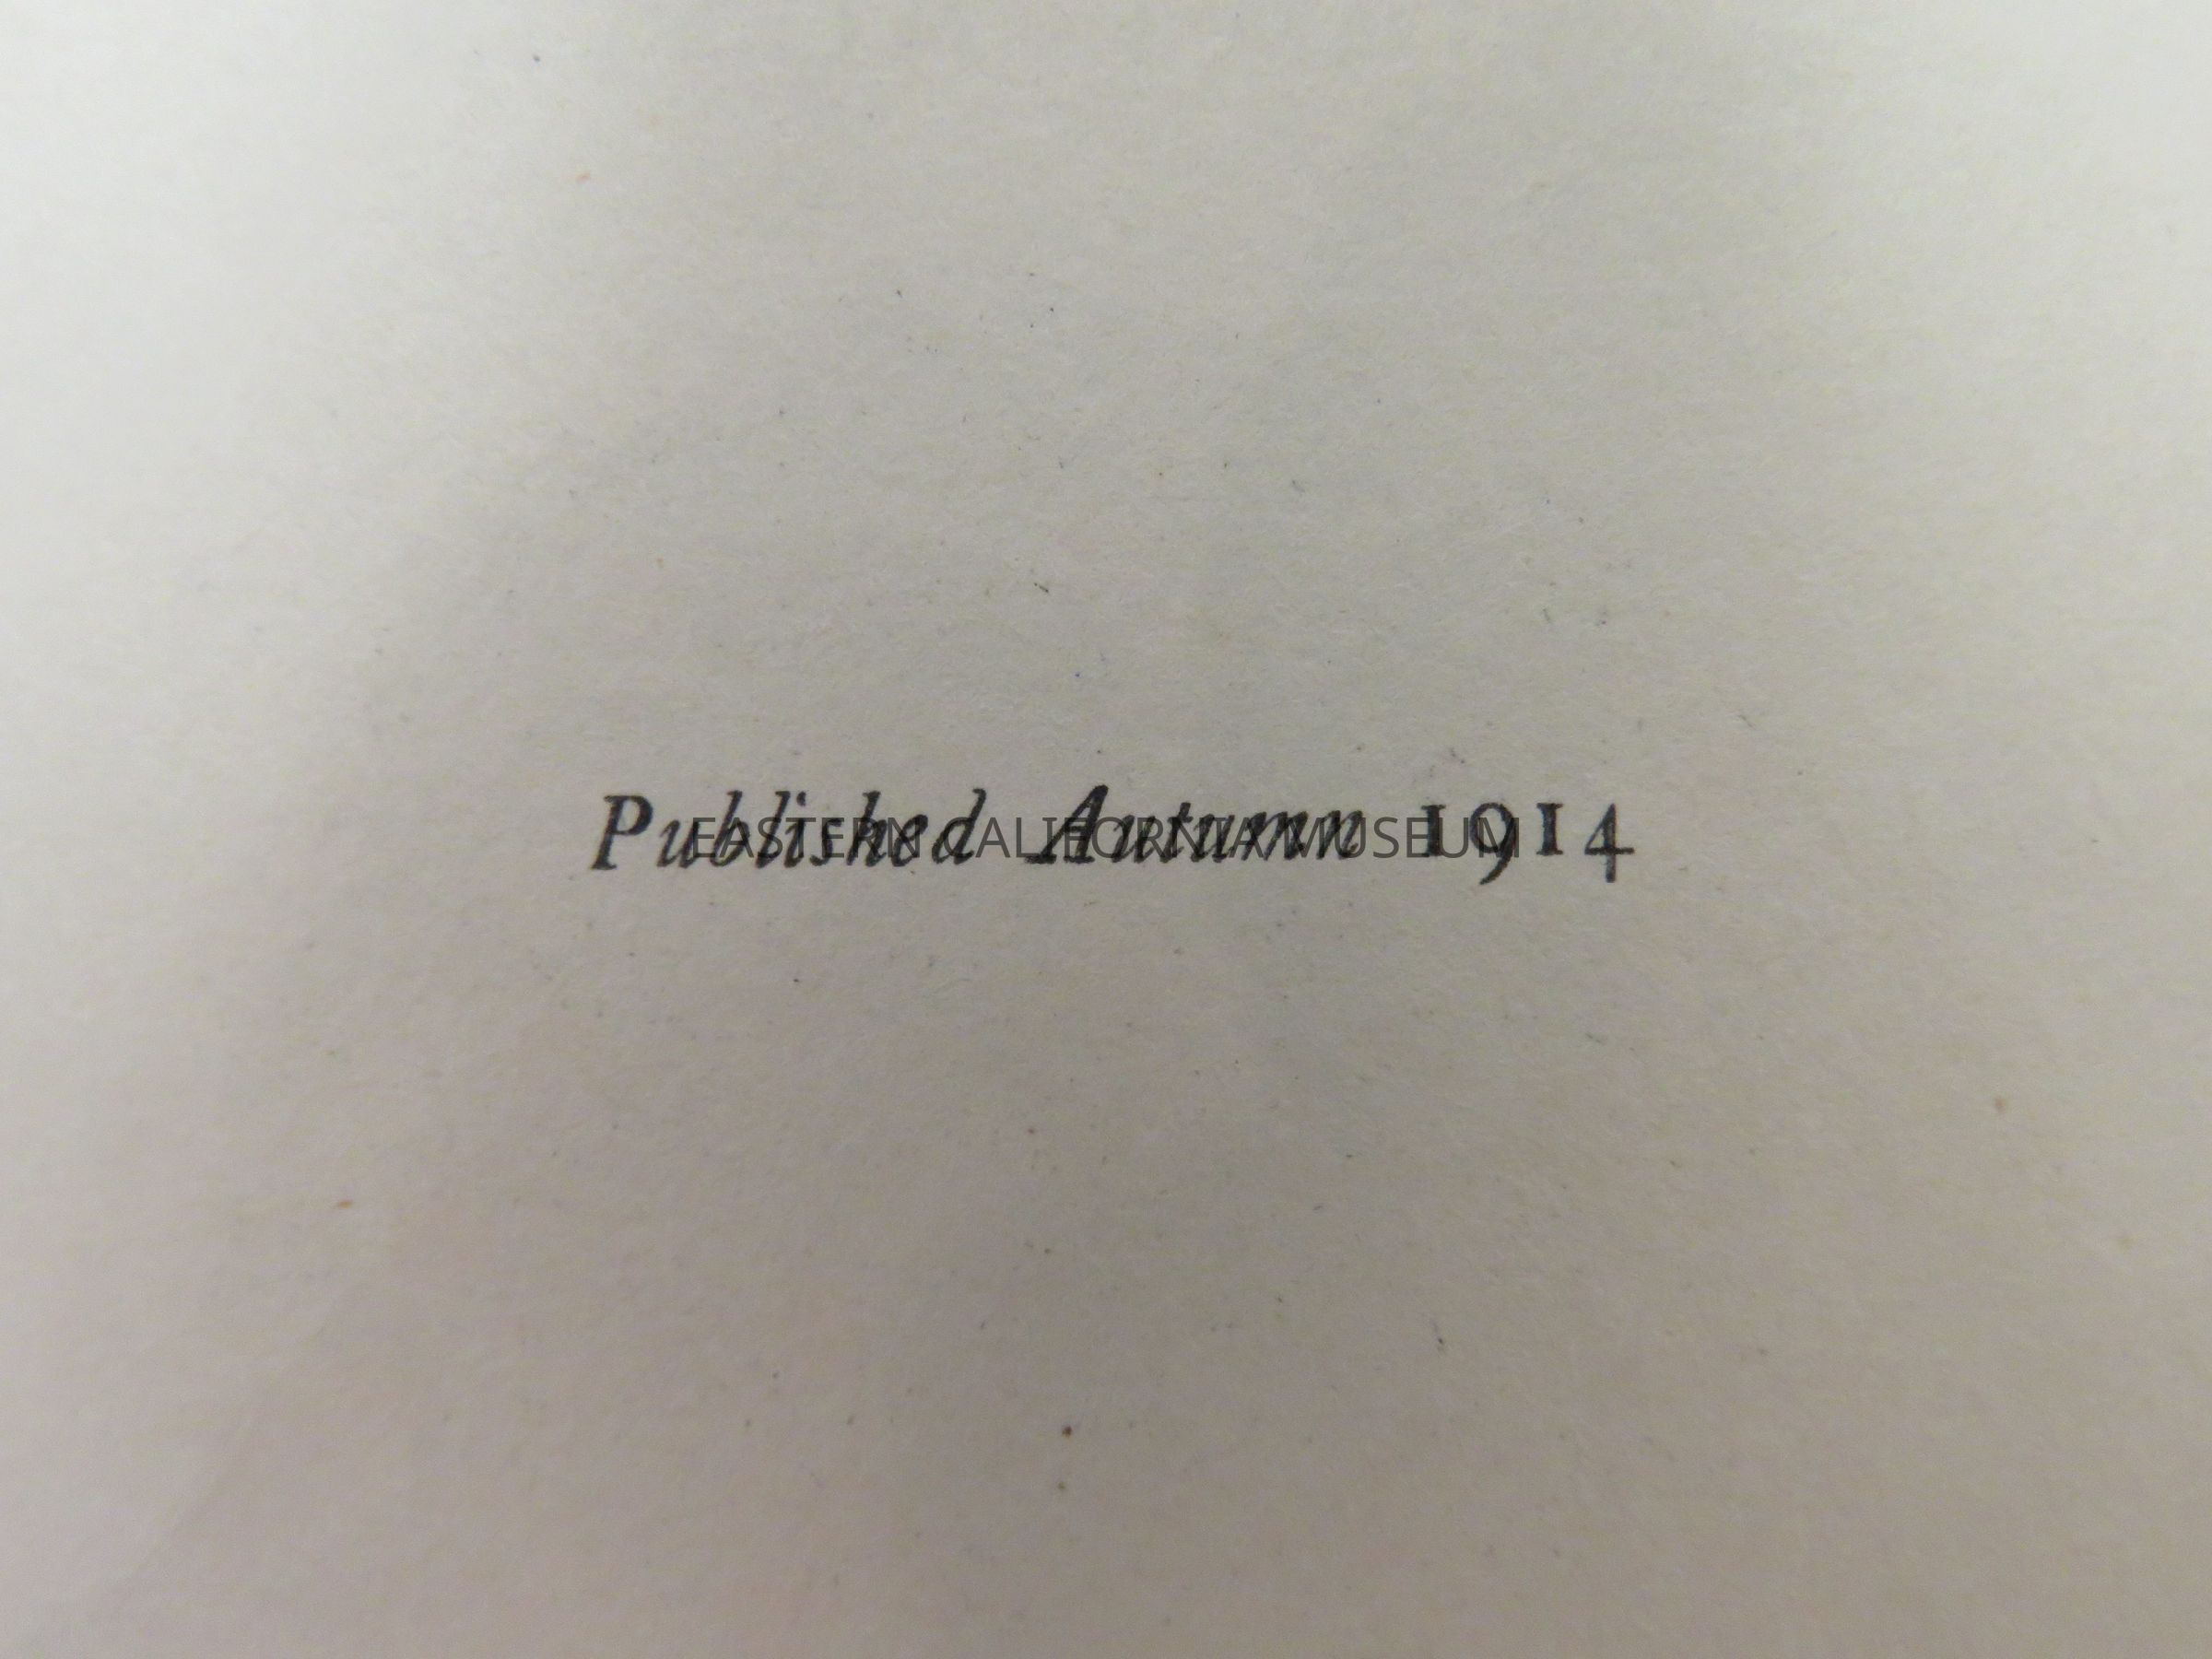 Published Autumn 1914
EASTERN CALIFORNIA MUSEUM